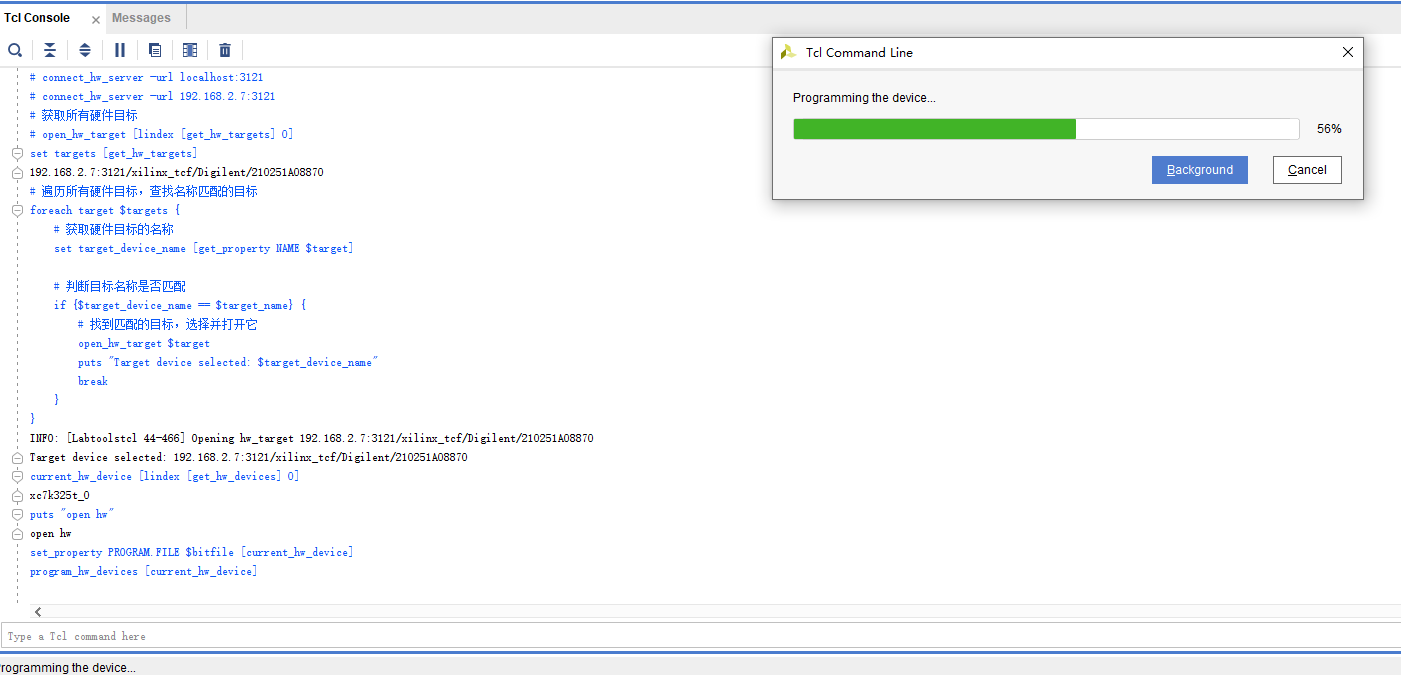 Tcl Console
Messages
# connect_hw_server -url localhost:3121
# connect_hw_server -url 192.168.2.7:3121
# 获取所有硬件目标
# open_hw_target [lindex [get_hw_targets] 0]
set targets [get_hw_targets]
192.168.2.7:3121/xilinx_tcf/Digilent/210251A08870
# 遍历所有硬件目标，查找名称匹配的目标
foreach target $targets {
    # 获取硬件目标的名称
    set target_device_name [get_property NAME $target]
    # 判断目标名称是否匹配
    if {$target_device_name == $target_name} {
        # 找到匹配的目标，选择并打开它
        open_hw_target $target
        puts "Target device selected: $target_device_name"
        break
    }
}
INFO: [Labtoolstcl 44-466] Opening hw_target 192.168.2.7:3121/xilinx_tcf/Digilent/210251A08870
Target device selected: 192.168.2.7:3121/xilinx_tcf/Digilent/210251A08870
current_hw_device [lindex [get_hw_devices] 0]
xc7k325t_0
puts "open hw"
open hw
set_property PROGRAM.FILE $bitfile [current_hw_device]
program_hw_devices [current_hw_device]
Type a Tcl command here
rogramming the device...
Tcl Command Line
Programming the device...
56%
Background
Cancel